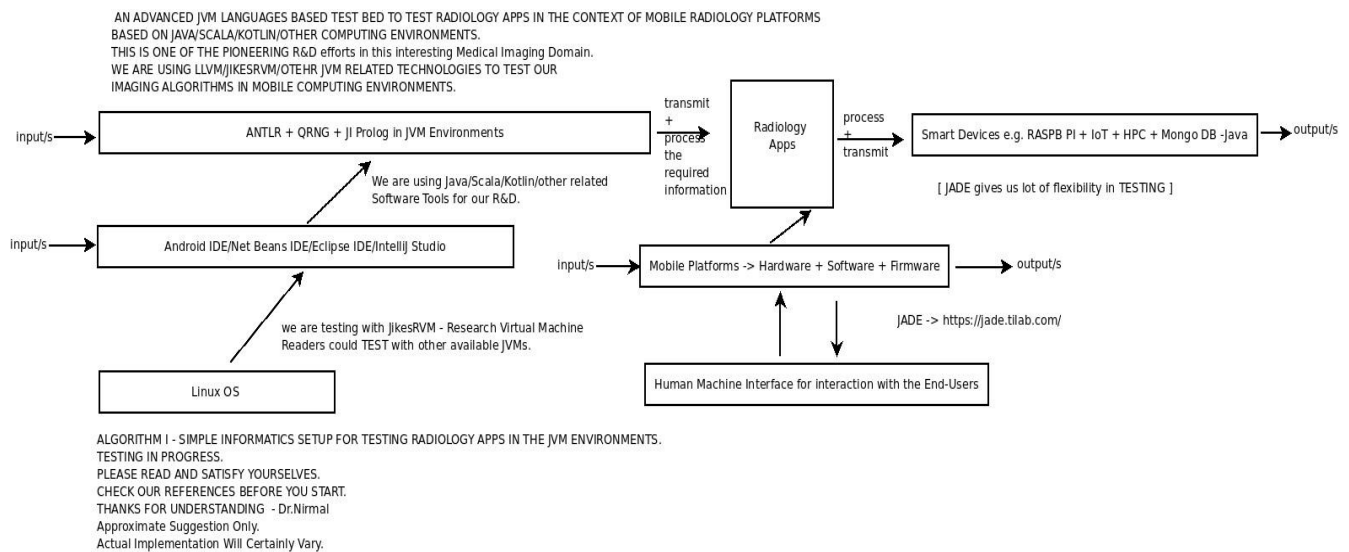 AN ADVANCED JVM LANGUAGES BASED TEST BED TO TEST RADIOLOGY APPS IN THE CONTEXT OF MOBILE RADIOLOGY PLATFORMS
BASED ON JAVA/SCALA/KOTLIN/OTHER COMPUTING ENVIRONMENTS.
THIS IS ONE OF THE PIONEERING R&D efforts in this interesting Medical Imaging Domain.
WE ARE USING LLVM/JIKESRVM/OTEHR JVM RELATED TECHNOLOGIES TO TEST OUR
IMAGING ALGORITHMS IN MOBILE COMPUTING ENVIRONMENTS.
input/s
ANTLR + QRNG + JI Prolog in JVM Environments
transmit
+
process
the
required
information
Radiology
Apps
process
+
transmit
Smart Devices e.g. RASPB PI + IoT + HPC + Mongo DB -Java
output/s
We are using Java/Scala/Kotlin/other related
Software Tools for our R&D.
[ JADE gives us lot of flexibility in TESTING ]
input/s
Android IDE/Net Beans IDE/Eclipse IDE/IntelliJ Studio
input/s
Mobile Platforms -> Hardware + Software + Firmware
output/s
we are testing with JikesRVM - Research Virtual Machine
Readers could TEST with other available JVMs.
JADE -> https://jade.tilab.com/
Linux OS
Human Machine Interface for interaction with the End-Users
ALGORITHM I - SIMPLE INFORMATICS SETUP FOR TESTING RADIOLOGY APPS IN THE JVM ENVIRONMENTS.
TESTING IN PROGRESS.
PLEASE READ AND SATISFY YOURSELVES.
CHECK OUR REFERENCES BEFORE YOU START.
THANKS FOR UNDERSTANDING - Dr.Nirmal
Approximate Suggestion Only.
Actual Implementation Will Certainly Vary.